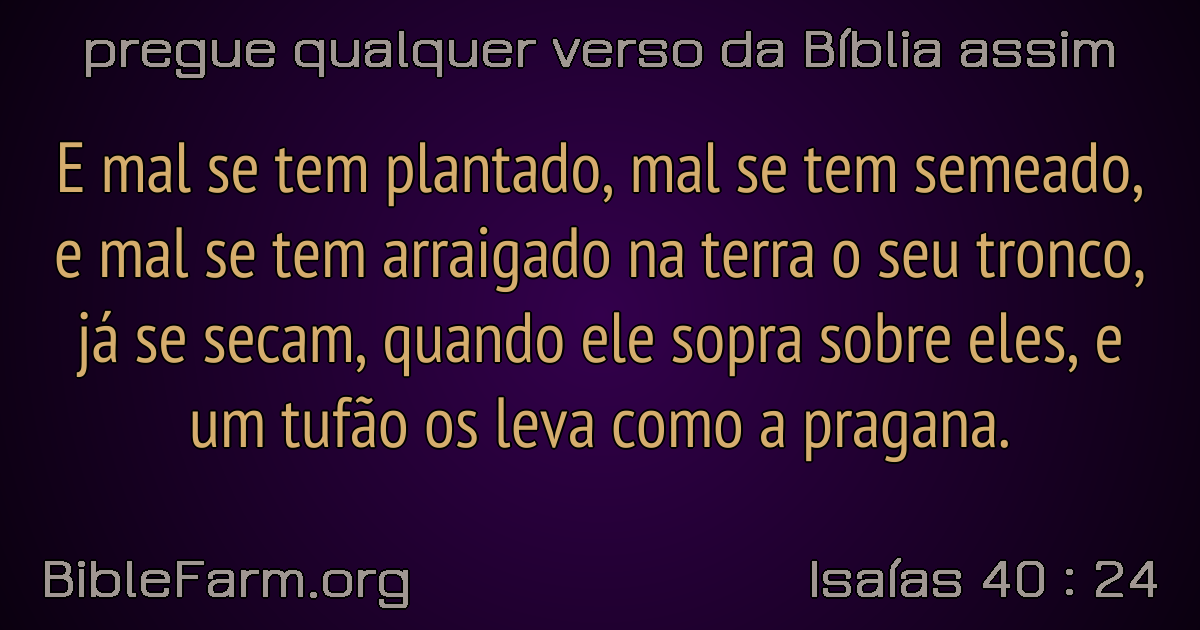 pregue qualquer verso da Bíblia assim
E mal se tem plantado, mal se tem semeado,
e mal se tem arraigado na terra o seu tronco,
já se secam, quando ele sopra sobre eles, e
um tufão os leva como a pragana.
BibleFarm.org
Isaías 40 : 24